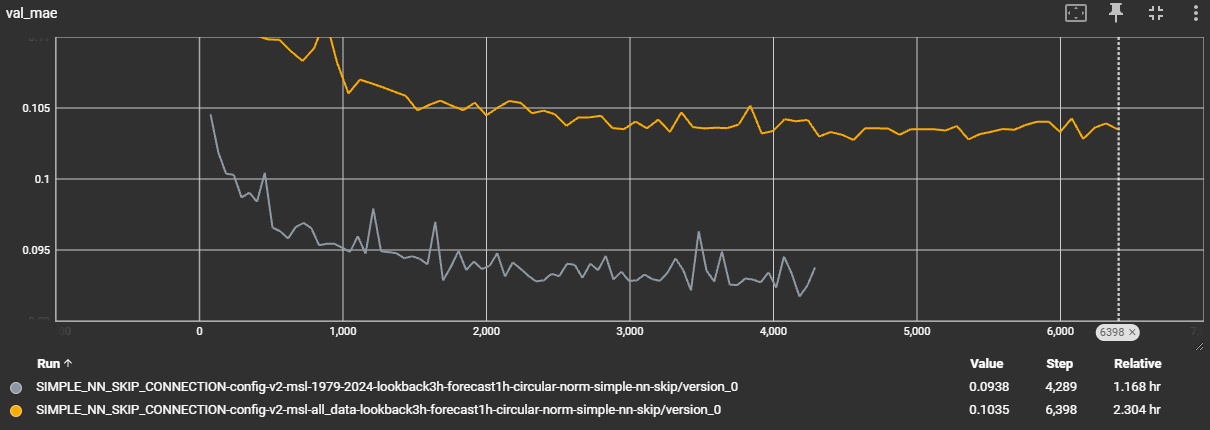 val_mae
0.105
0.1
0.095
0 1,000 2,000 3,000 4,000 5,000 6,000
6398 ×
Run ↑ Value Step Relative
SIMPLE_NN_SKIP_CONNECTION-config-v2-msl-1979-2024-lookback3h-forecast1h-circular-norm-simple-nn-skip/version_0 0.0938 4,289 1.168 hr
SIMPLE_NN_SKIP_CONNECTION-config-v2-msl-all_data-lookback3h-forecast1h-circular-norm-simple-nn-skip/version_0 0.1035 6,398 2.304 hr